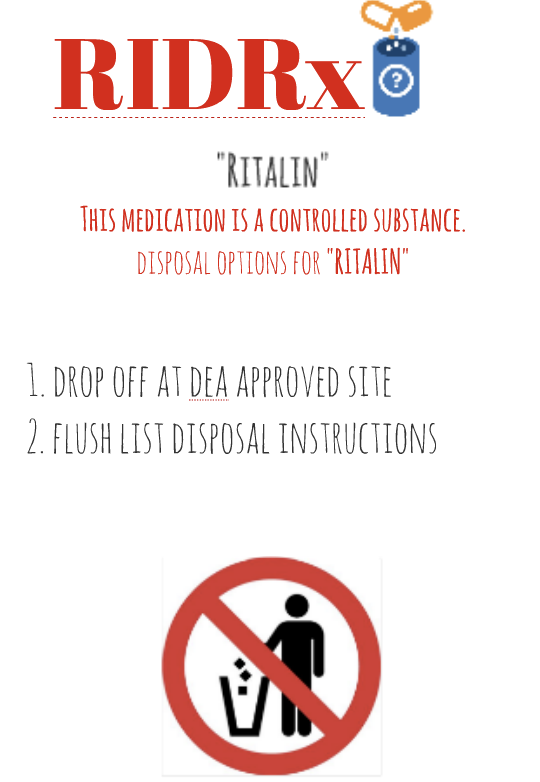 RIDRx
?
"Ritalin"
This medication is a controlled substance.
disposal options for "RITALIN"
1. drop off at dea approved site
2. flush list disposal instructions